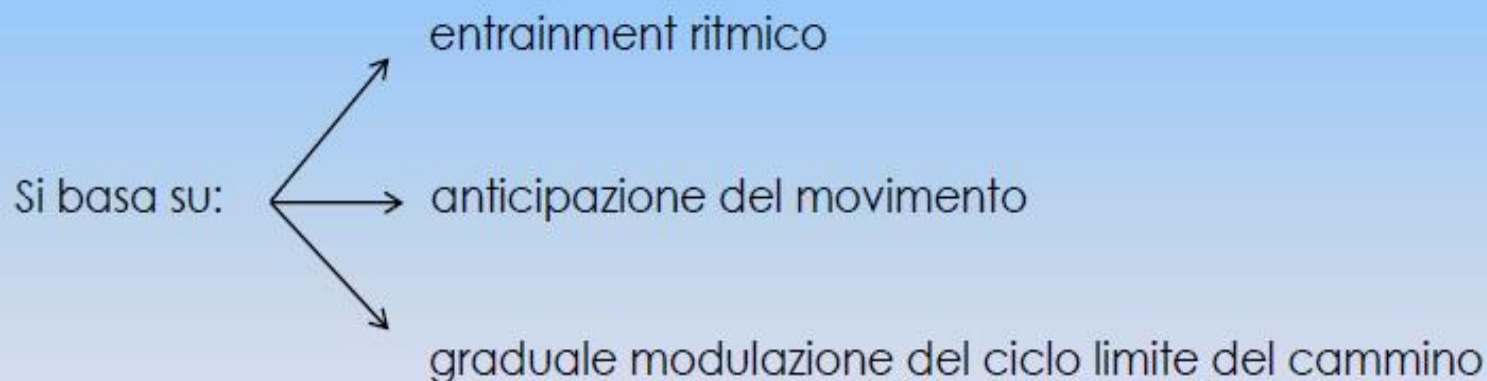 entrainment ritmico
Si basa su:
anticipazione del movimento
graduale modulazione del ciclo limite del cammino